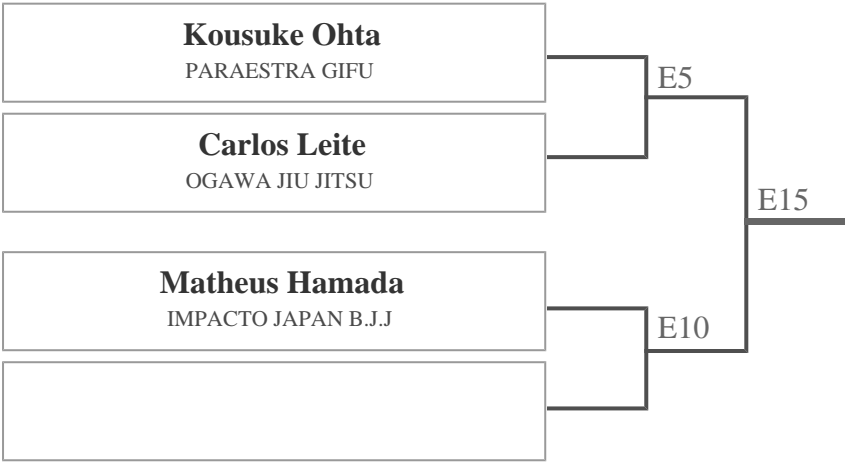 Kousuke Ohta
PARAESTRA GIFU
E5
Carlos Leite
OGAWA JIU JITSU
E15
Matheus Hamada
IMPACTO JAPAN B.J.J
E10